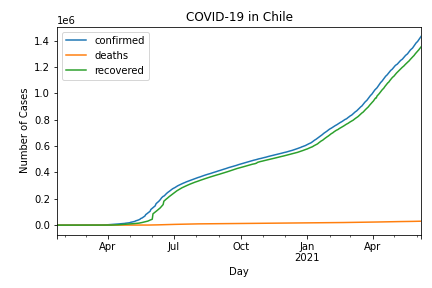 COVID-19 in Chile
1e6
confirmed
deaths
recovered
Number of Cases
1.4
1.2
1.0
0.8
0.6
0.4
0.2
0.0
Apr Jul Oct Jan Apr
2021
Day